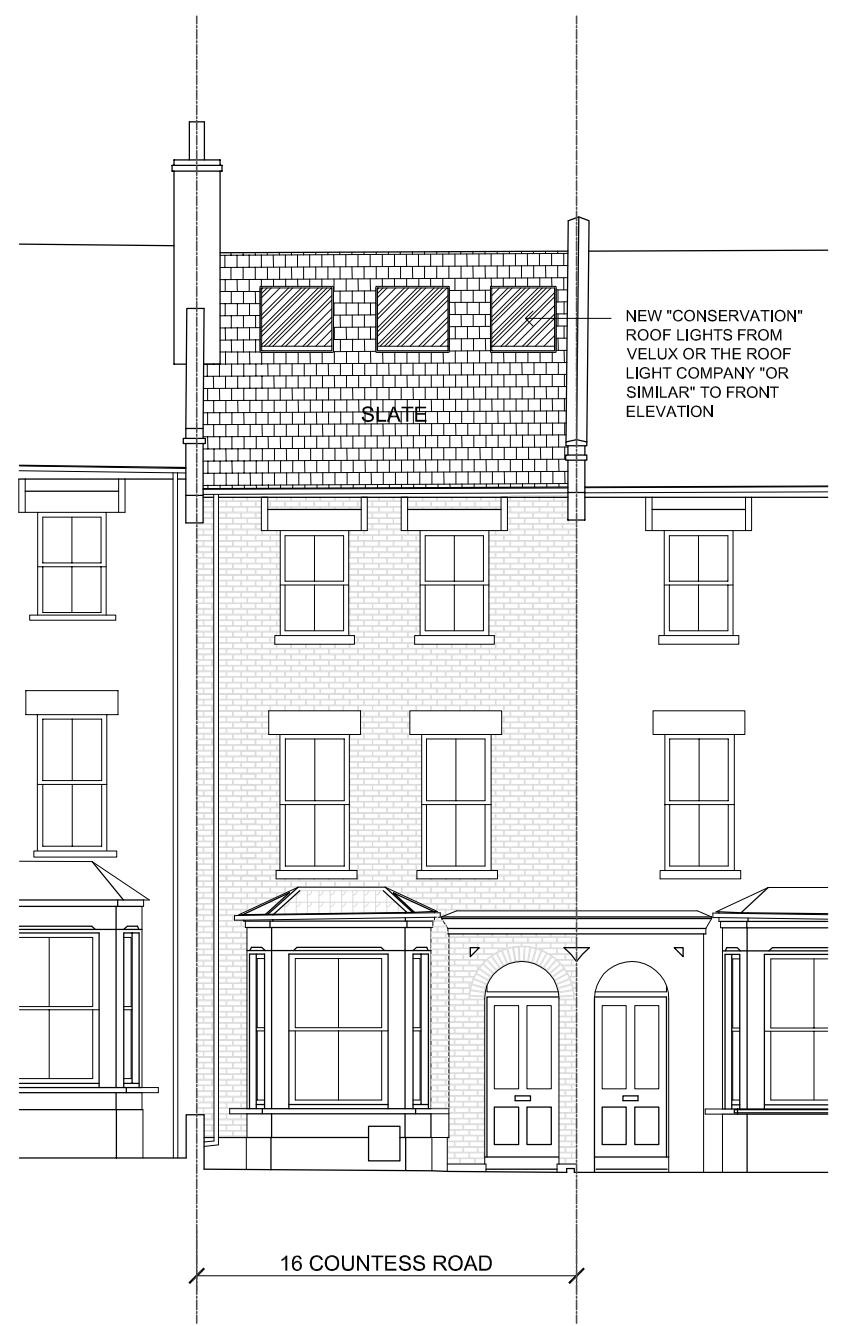 NEW "CONSERVATION"
ROOF LIGHTS FROM
VELUX OR THE ROOF
LIGHT COMPANY "OR
SIMILAR" TO FRONT
ELEVATION
SLATE
16 COUNTESS ROAD